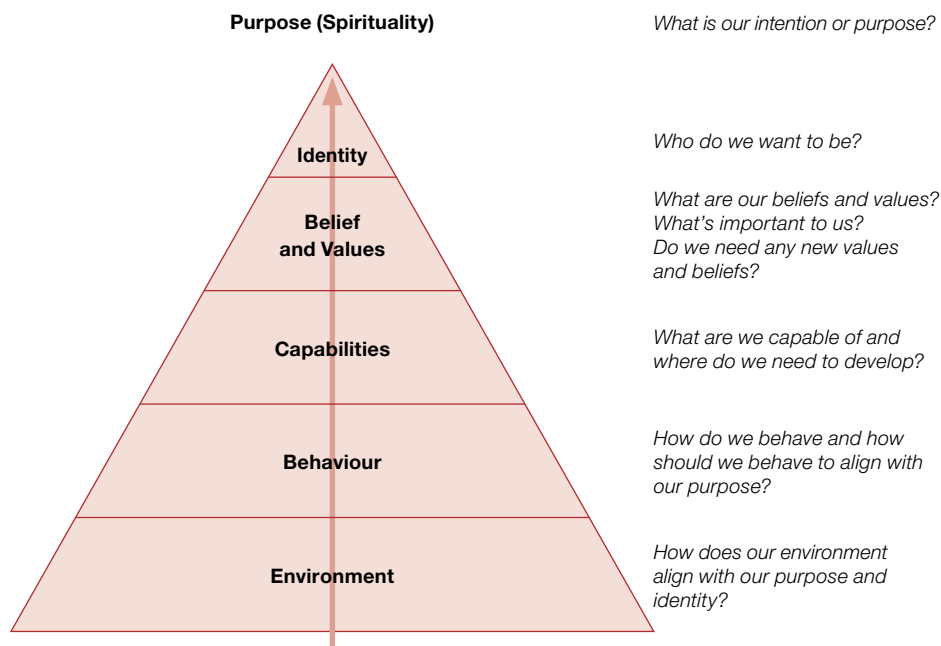 Purpose (Spirituality)
What is our intention or purpose?
Identity
Who do we want to be?
Belief
and Values
What are our beliefs and values?
What's important to us?
Do we need any new values
and beliefs?
Capabilities
What are we capable of and
where do we need to develop?
Behaviour
How do we behave and how
should we behave to align with
our purpose?
Environment
How does our environment
align with our purpose and
identity?